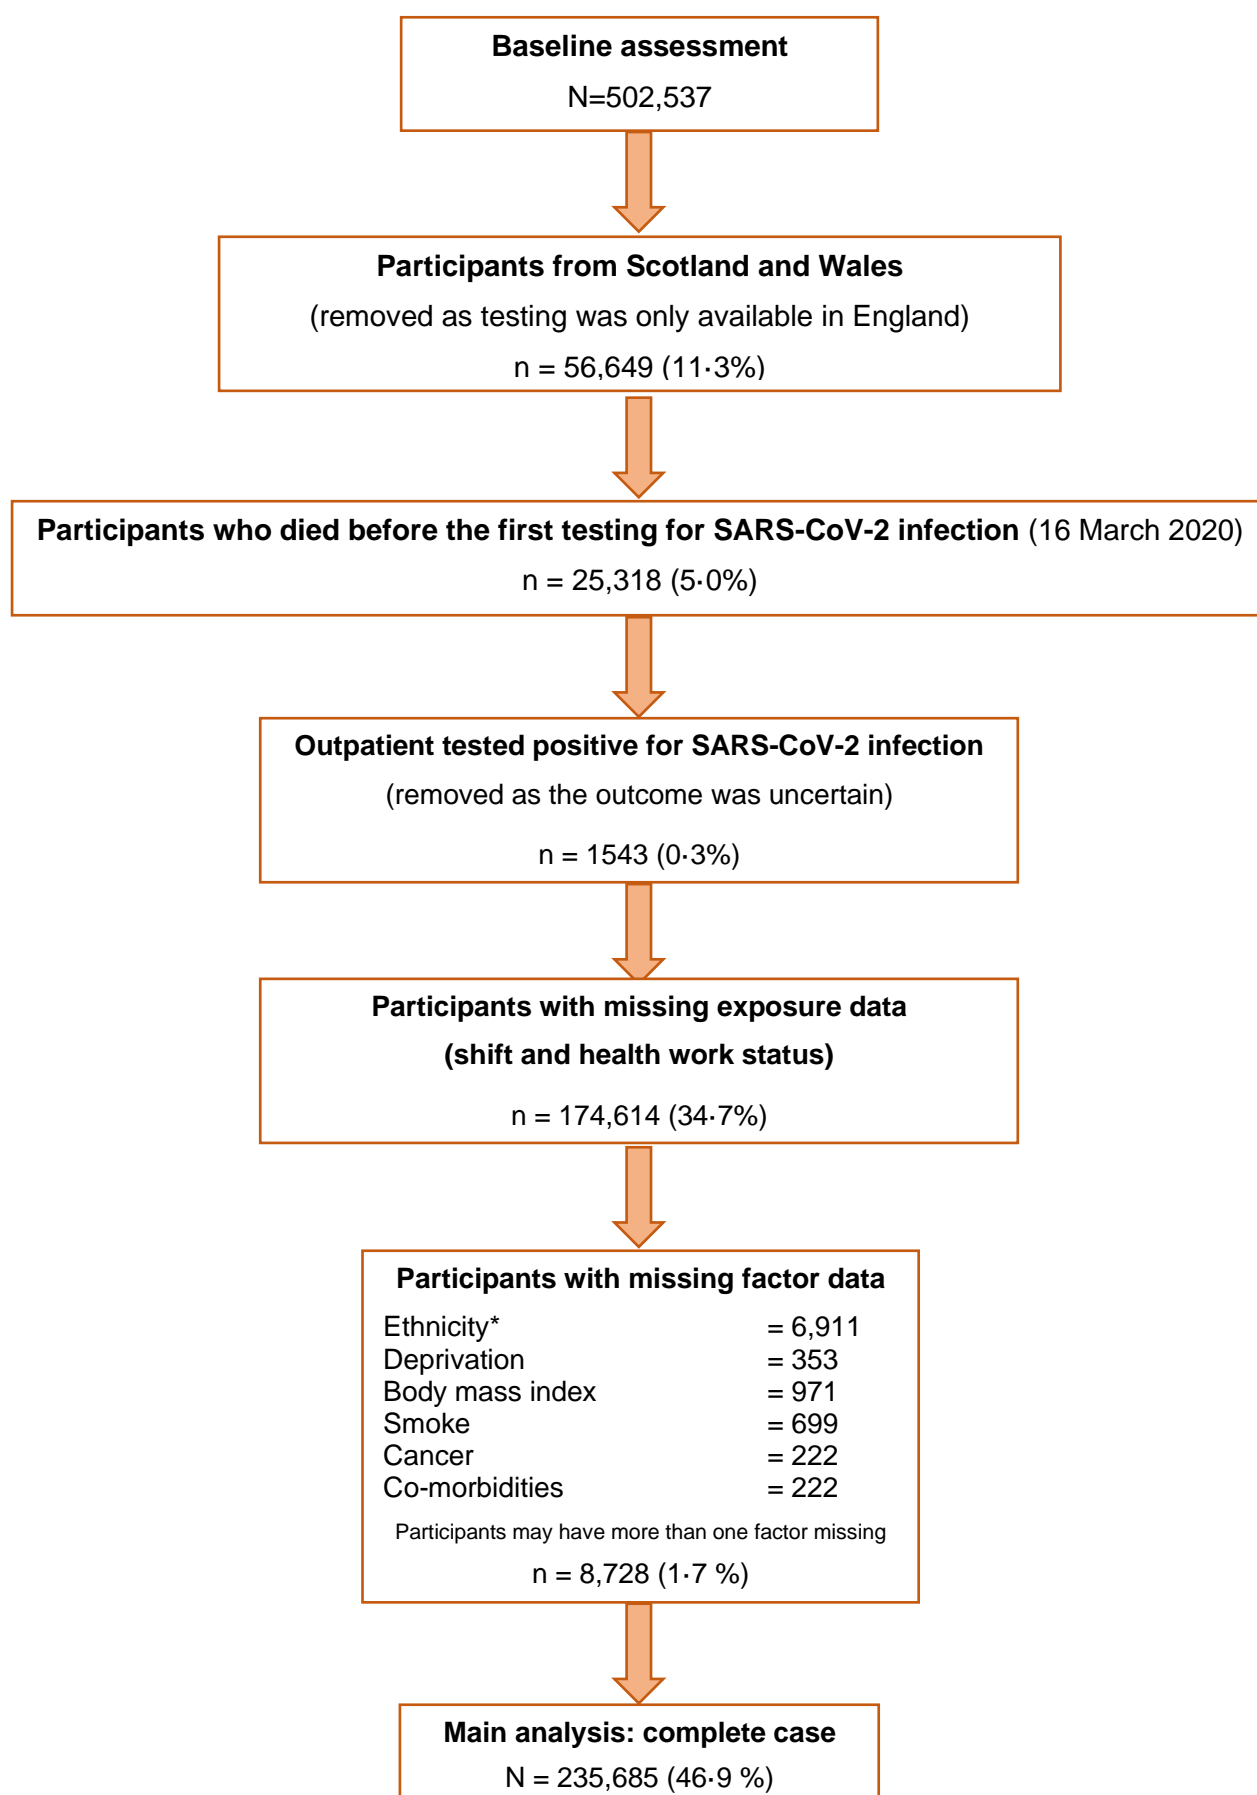 Baseline assessment
N=502,537
Participants from Scotland and Wales
(removed as testing was only available in England)
n = 56,649 (11·3%)
Participants who died before the first testing for SARS-CoV-2 infection (16 March 2020)
n = 25,318 (5·0%)
Outpatient tested positive for SARS-CoV-2 infection
(removed as the outcome was uncertain)
n = 1543 (0·3%)
Participants with missing exposure data
(shift and health work status)
n = 174,614 (34·7%)
Participants with missing factor data
Ethnicity* = 6,911
Deprivation = 353
Body mass index = 971
Smoke = 699
Cancer = 222
Co-morbidities = 222
Participants may have more than one factor missing
n = 8,728 (1·7 %)
Main analysis: complete case
N = 235,685 (46·9 %)